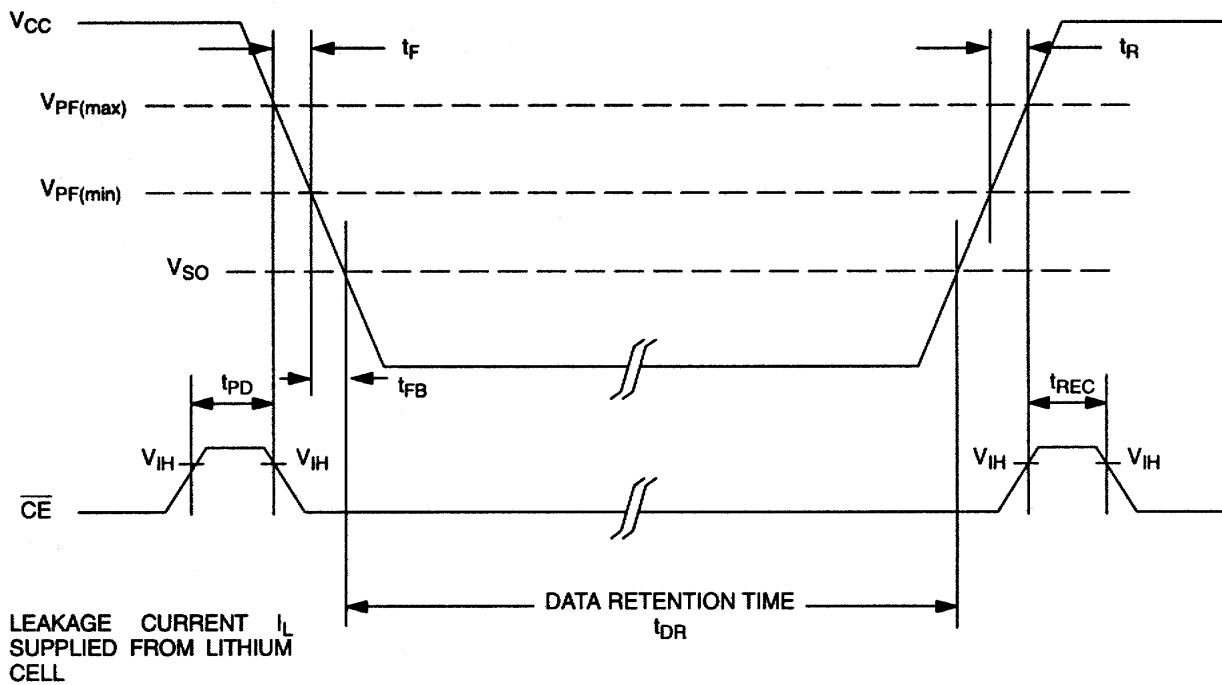 VCC
tF
tR
VPF(max)
VPF(min)
VSO
tPD
tFB
tREC
VIH
VIH
VIH
VIH
CE
DATA RETENTION TIME
tDR
LEAKAGE CURRENT IL
SUPPLIED FROM LITHIUM
CELL